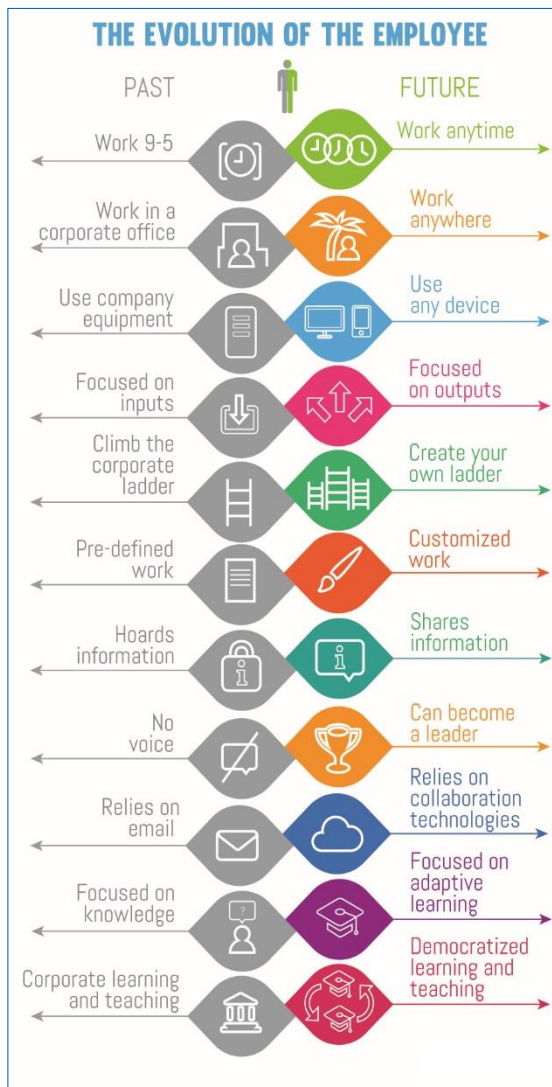 THE EVOLUTION OF THE EMPLOYEE
PAST
FUTURE
Work 9-5
Work anytime
Work in a
corporate office
Work
anywhere
Use company
equipment
Use
any device
Focused on
inputs
Focused
on outputs
Climb the
corporate
ladder
Create your
own ladder
Pre-defined
work
Customized
work
Hoards
information
i
Shares
information
i
No
voice
Can become
a leader
Relies on
email
Relies on
collaboration
technologies
Focused on
knowledge
?
Focused on
adaptive
learning
Corporate learning
and teaching
Democratized
learning and
teaching